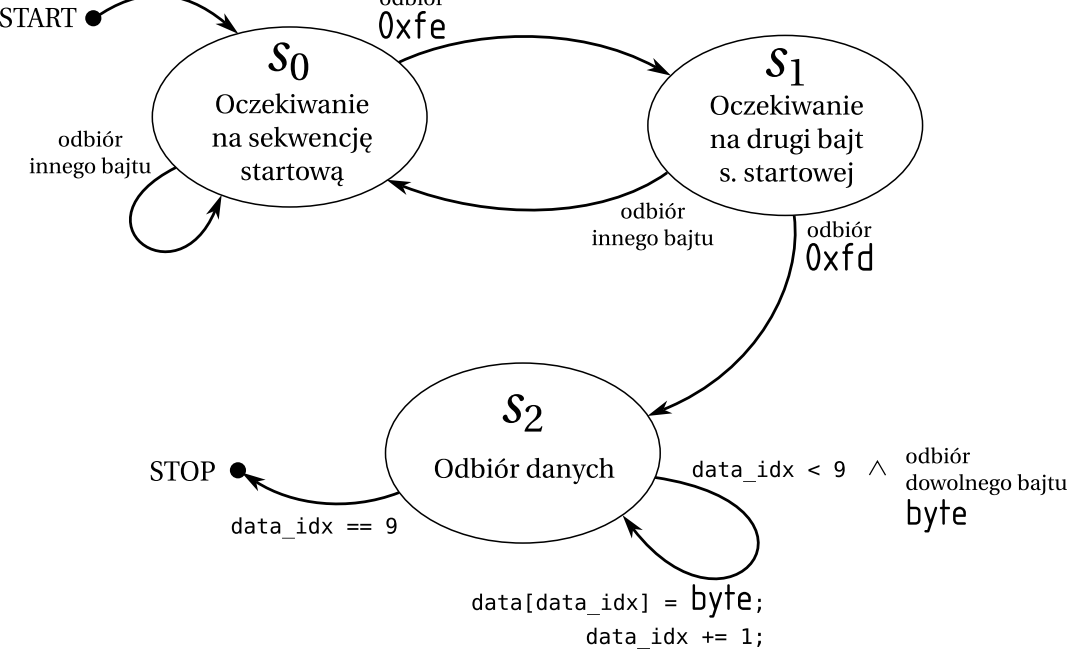 START
odbiór
0xfe
s0
Oczekiwanie
na sekwencję
startową
s1
Oczekiwanie
na drugi bajt
s. startowej
odbiór
innego bajtu
odbiór
innego bajtu
odbiór
0xfd
s2
Odbiór danych
STOP
data_idx == 9
data_idx < 9 ∧ odbiór
dowolnego bajtu
byte
data[data_idx] = byte;
data_idx += 1;